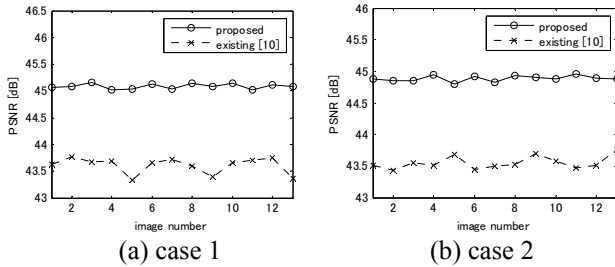 46.5
46
45.5
45
44.5
44
43.5
43
PSNR [dB]
2 4 6 8 10 12
image number
proposed
existing [10]
(a) case 1
46
45.5
45
44.5
44
43.5
43
PSNR [dB]
2 4 6 8 10 12
image number
proposed
existing [10]
(b) case 2